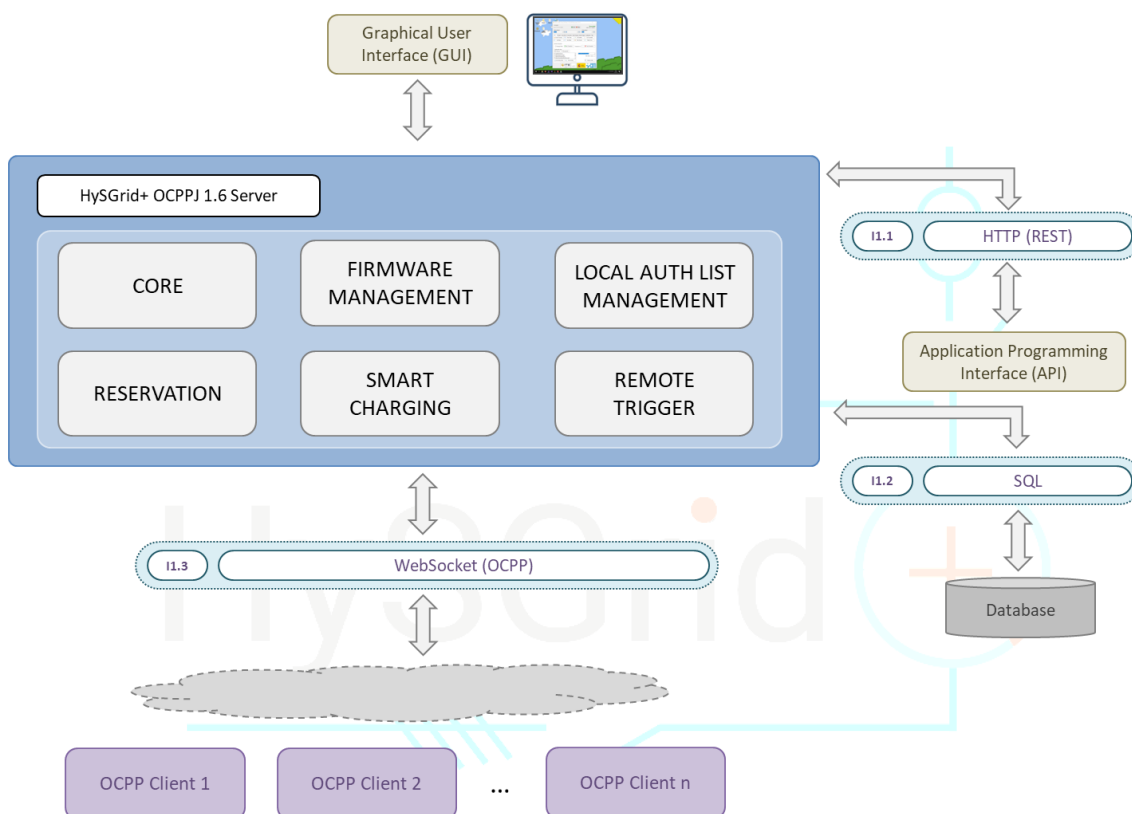 Graphical User
Interface (GUI)
HySGrid+ OCPPJ 1.6 Server
CORE
FIRMWARE
MANAGEMENT
LOCAL AUTH LIST
MANAGEMENT
RESERVATION
SMART
CHARGING
REMOTE
TRIGGER
I1.1
HTTP (REST)
Application Programming
Interface (API)
I1.2
SQL
Database
I1.3
WebSocket (OCPP)
HySGrid
OCPP Client 1
OCPP Client 2
...
OCPP Client n